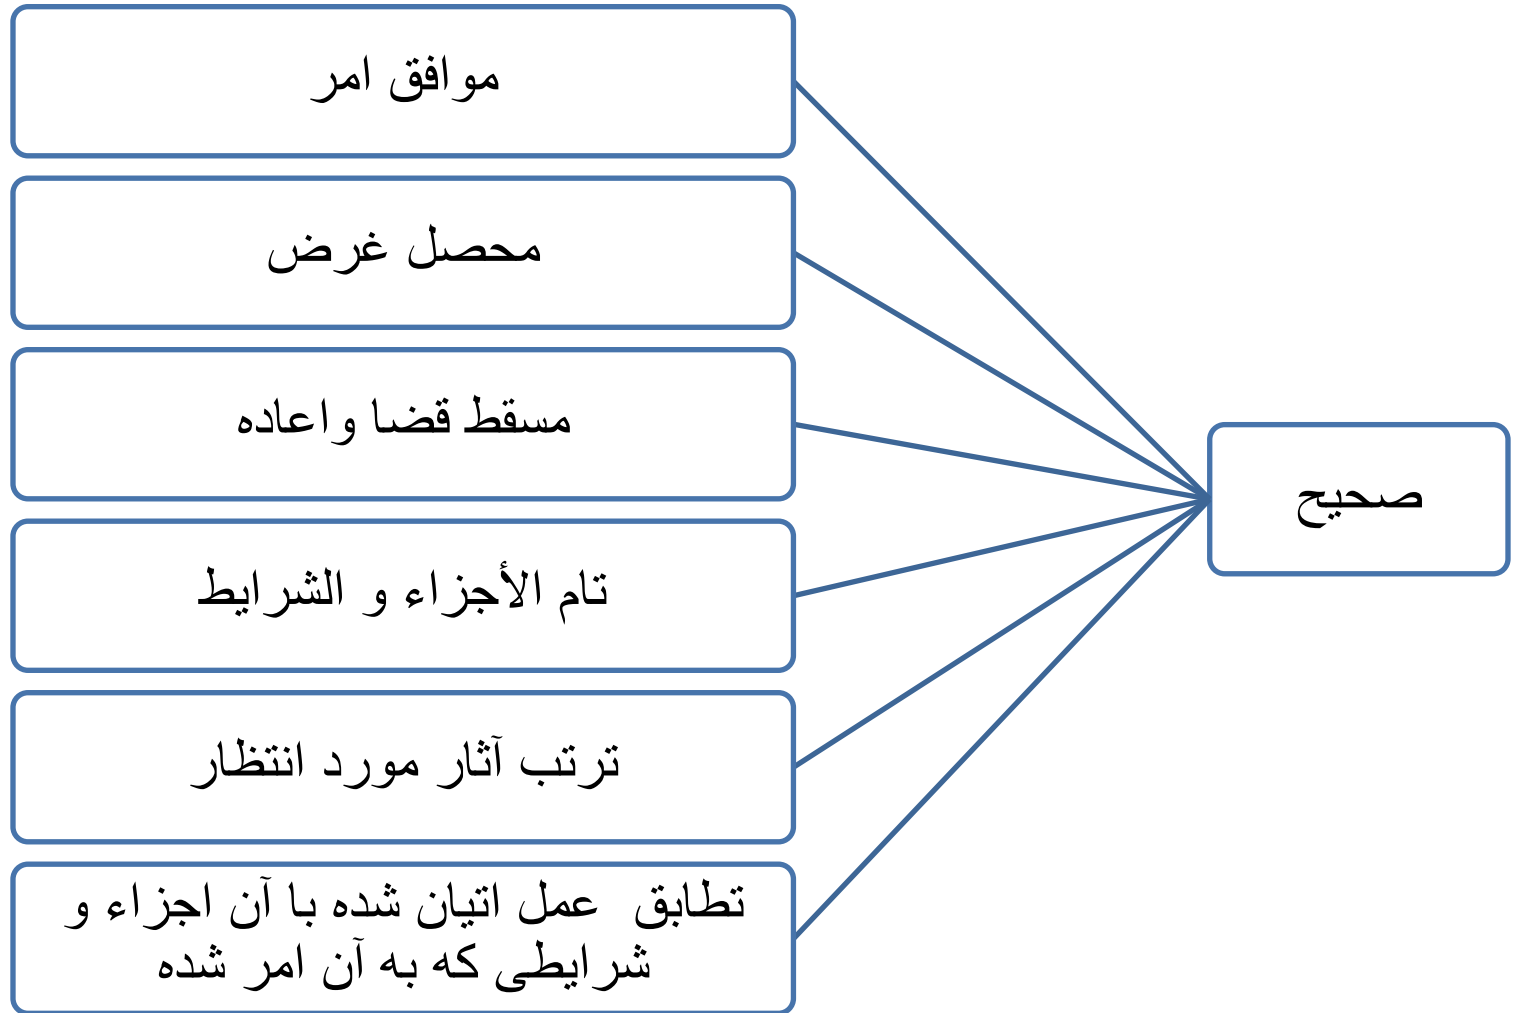 صحیح
موافق امر
محصل غرض
مسقط قضا واعاده
تام الأجزاء و الشرایط
ترتب آثار مورد انتظار
تطابق  عمل اتیان شده با آن اجزاء و
شرایطی که به آن امر شده